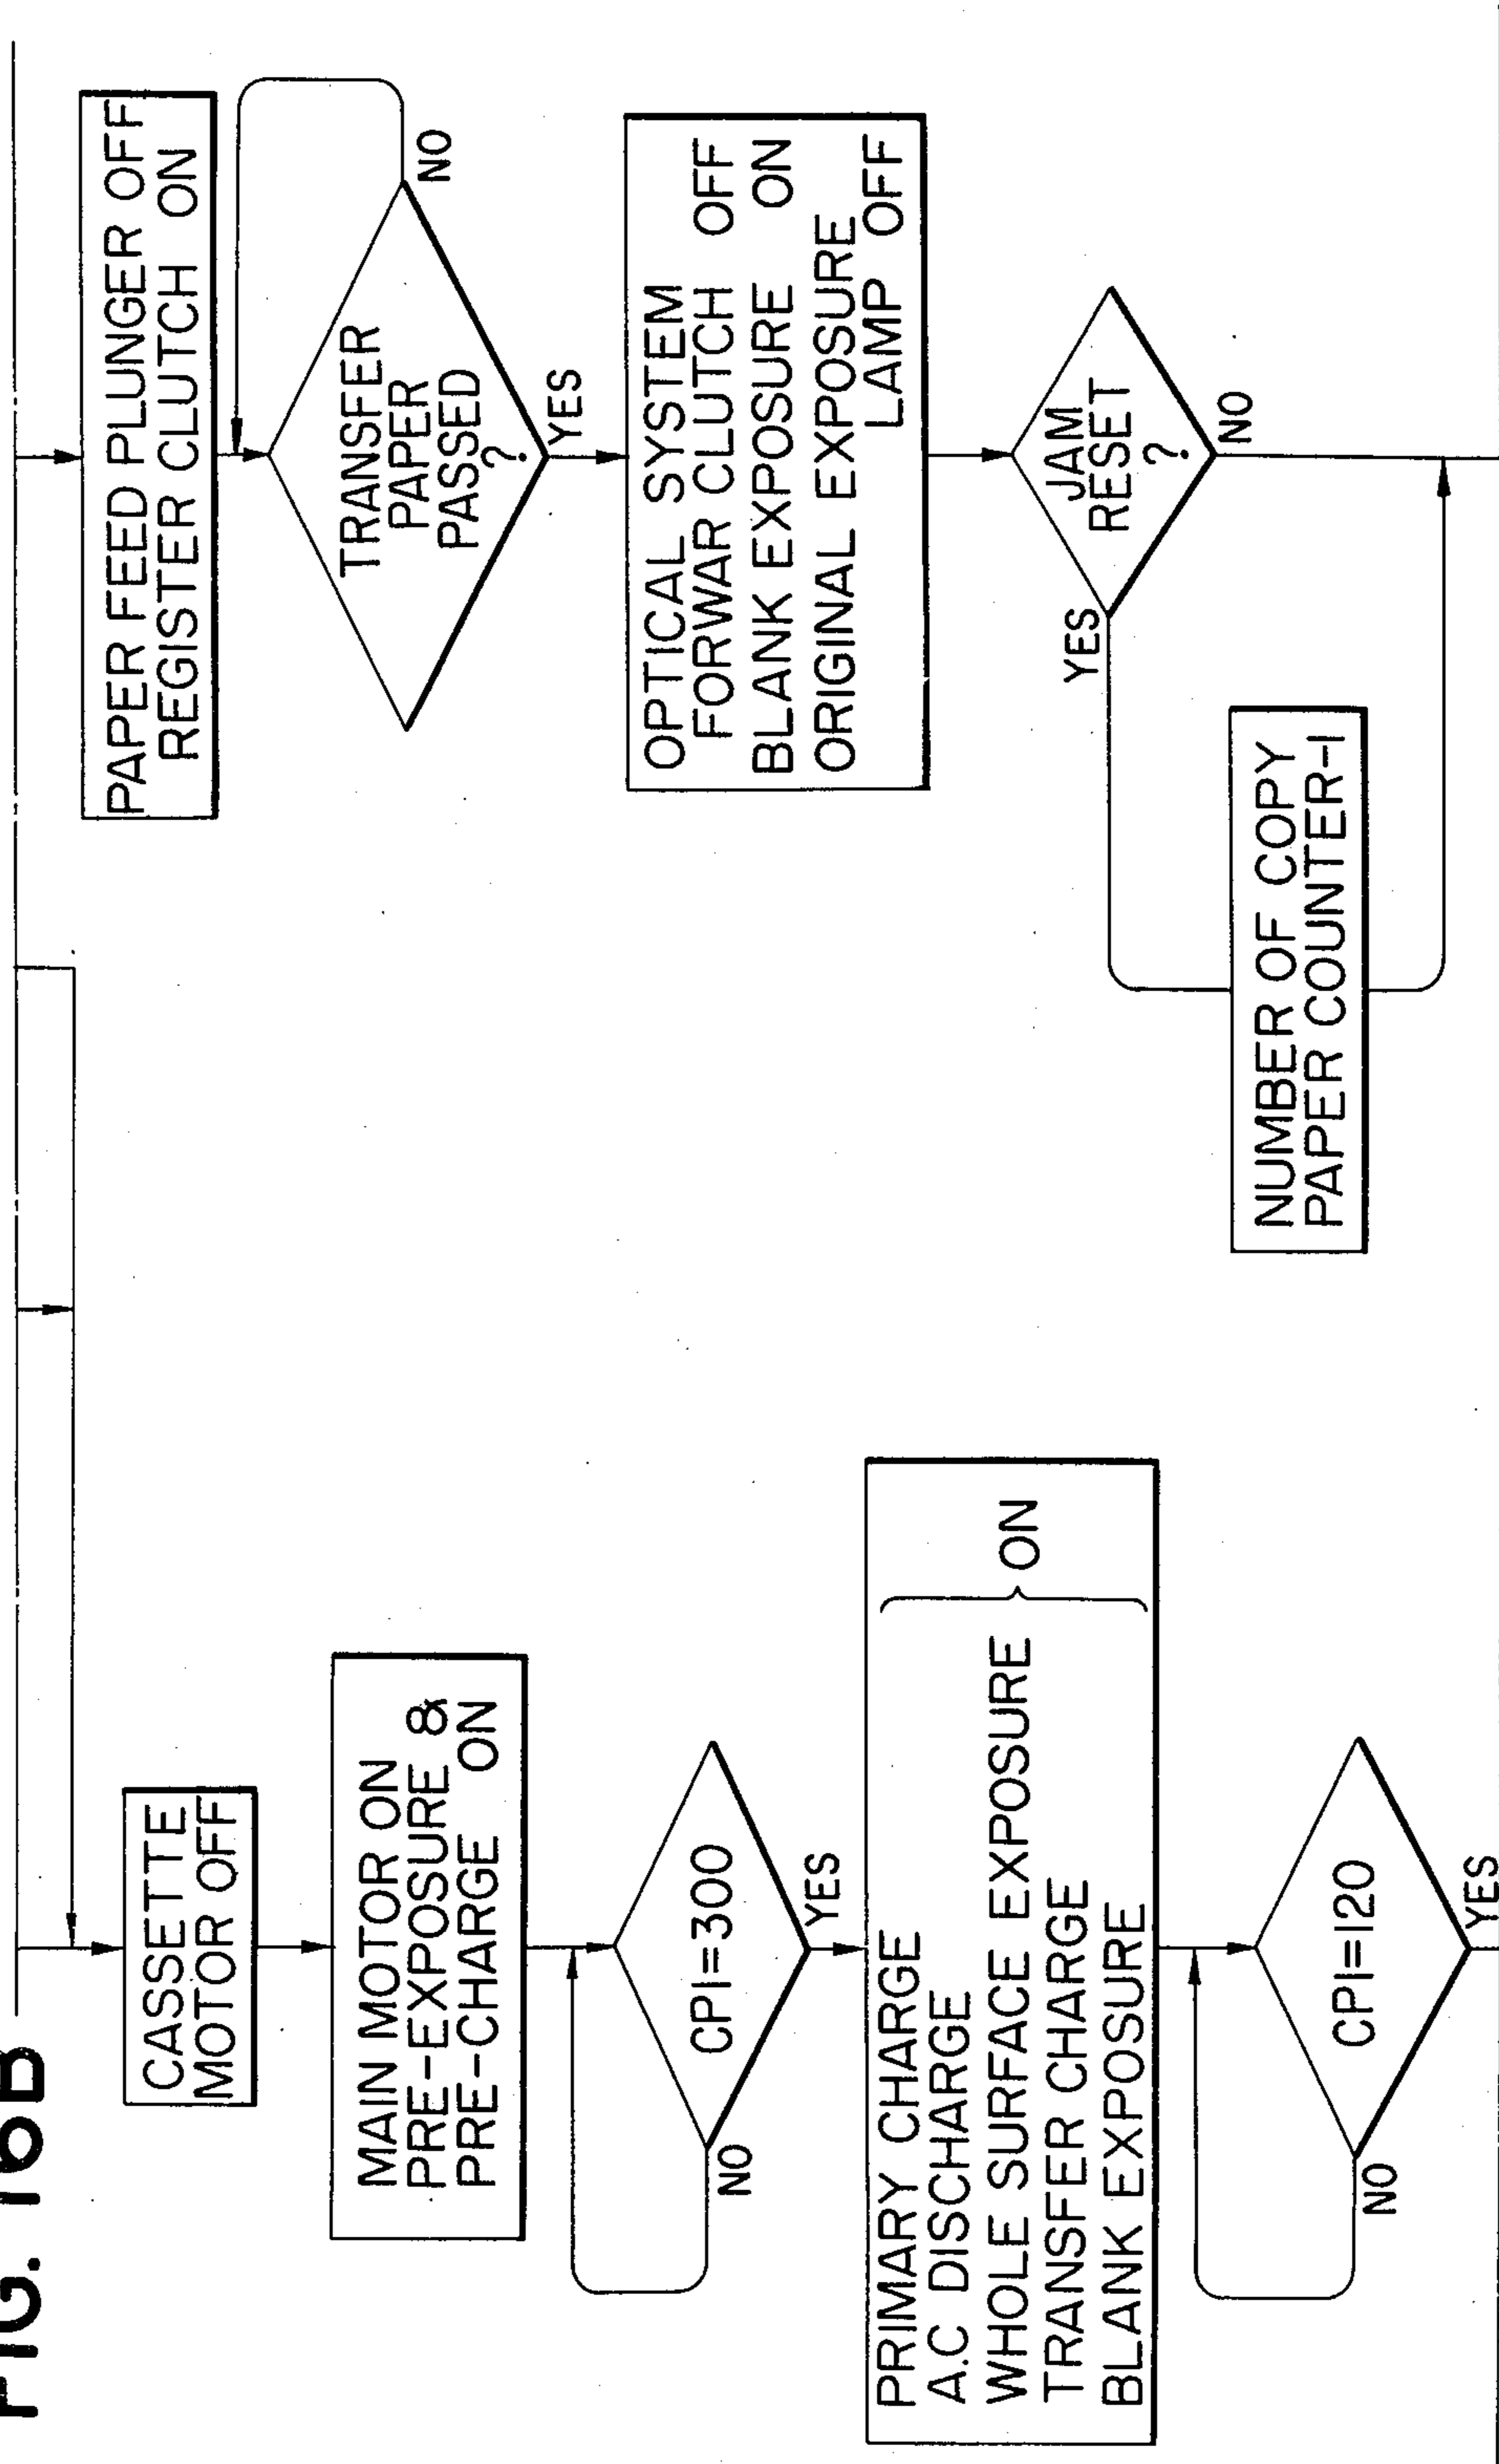 FIG. 16B
CASSETTE
MOTOR OFF
MAIN MOTOR ON
PRE-EXPOSURE &
PRE-CHARGE ON
CPI=300
NO
YES
PRIMARY CHARGE
A.C DISCHARGE
WHOLE SURFACE EXPOSURE
TRANSFER CHARGE
BLANK EXPOSURE
ON
CPI=120
NO
YES
PAPER FEED PLUNGER OFF
REGISTER CLUTCH ON
TRANSFER
PAPER
PASSED
?
NO
YES
OPTICAL SYSTEM
FORWAR CLUTCH OFF
BLANK EXPOSURE ON
ORIGINAL EXPOSURE
LAMP OFF
JAM
RESET
?
YES
NO
NUMBER OF COPY
PAPER COUNTER-1